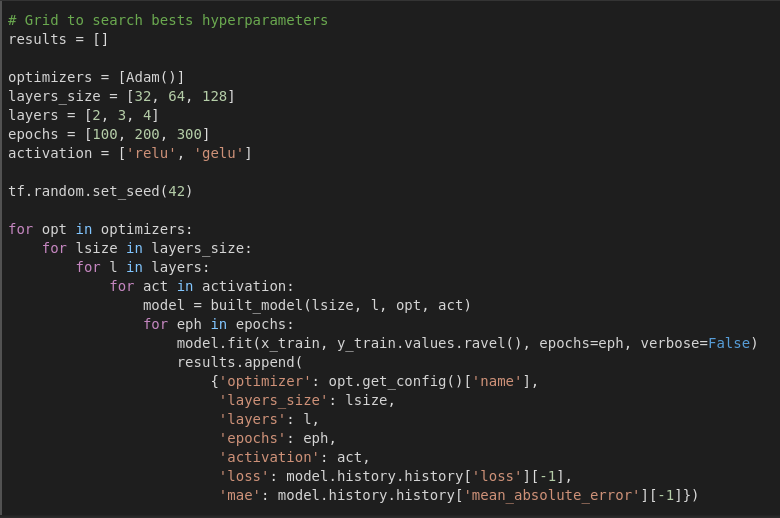 # Grid to search bests hyperparameters
results = []

optimizers = [Adam()]
layers_size = [32, 64, 128]
layers = [2, 3, 4]
epochs = [100, 200, 300]
activation = ['relu', 'gelu']

tf.random.set_seed(42)

for opt in optimizers:
    for lsize in layers_size:
        for l in layers:
            for act in activation:
                model = built_model(lsize, l, opt, act)
                for eph in epochs:
                    model.fit(x_train, y_train.values.ravel(), epochs=eph, verbose=False)
                    results.append(
                        {'optimizer': opt.get_config()['name'],
                         'layers_size': lsize,
                         'layers': l,
                         'epochs': eph,
                         'activation': act,
                         'loss': model.history.history['loss'][-1],
                         'mae': model.history.history['mean_absolute_error'][-1]})